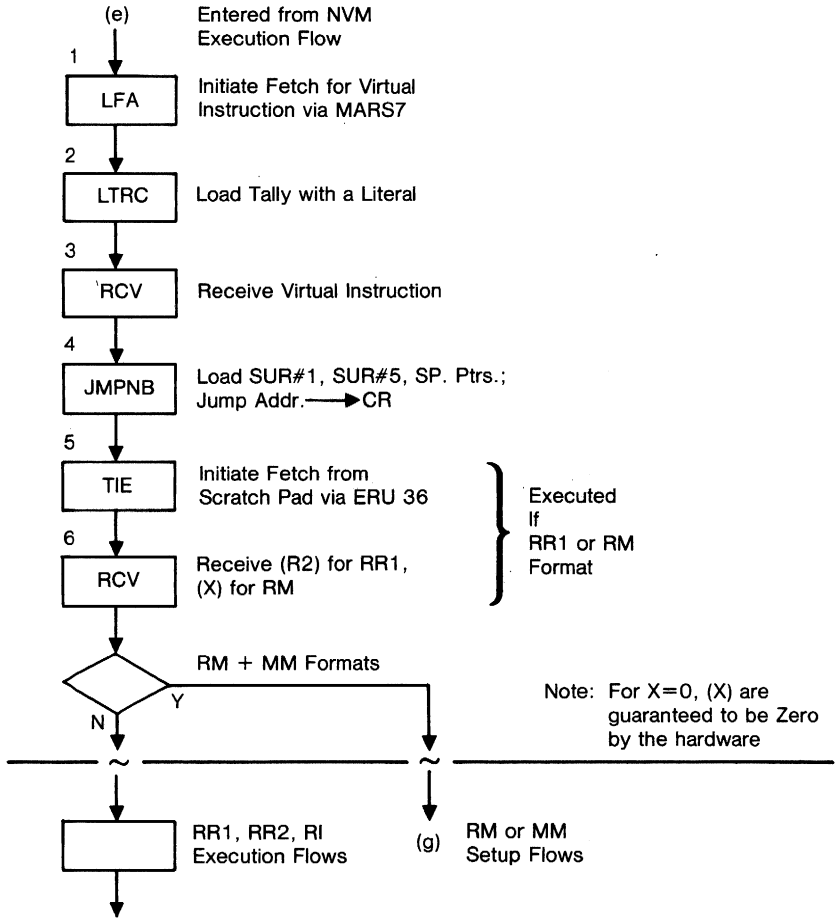 (e)
Entered from NVM
Execution Flow
1
LFA
Initiate Fetch for Virtual
Instruction via MARS7
2
LTRC
Load Tally with a Literal
3
RCV
Receive Virtual Instruction
4
JMPNB
Load SUR#1, SUR#5, SP. Ptrs.;
Jump Addr. → CR
5
TIE
Initiate Fetch from
Scratch Pad via ERU 36
6
RCV
Receive (R2) for RR1,
(X) for RM
Executed
If
RR1 or RM
Format
RM + MM Formats
Y
N
Note: For X=0, (X) are
guaranteed to be Zero
by the hardware
~
~
RR1, RR2, RI
Execution Flows
(g)
RM or MM
Setup Flows